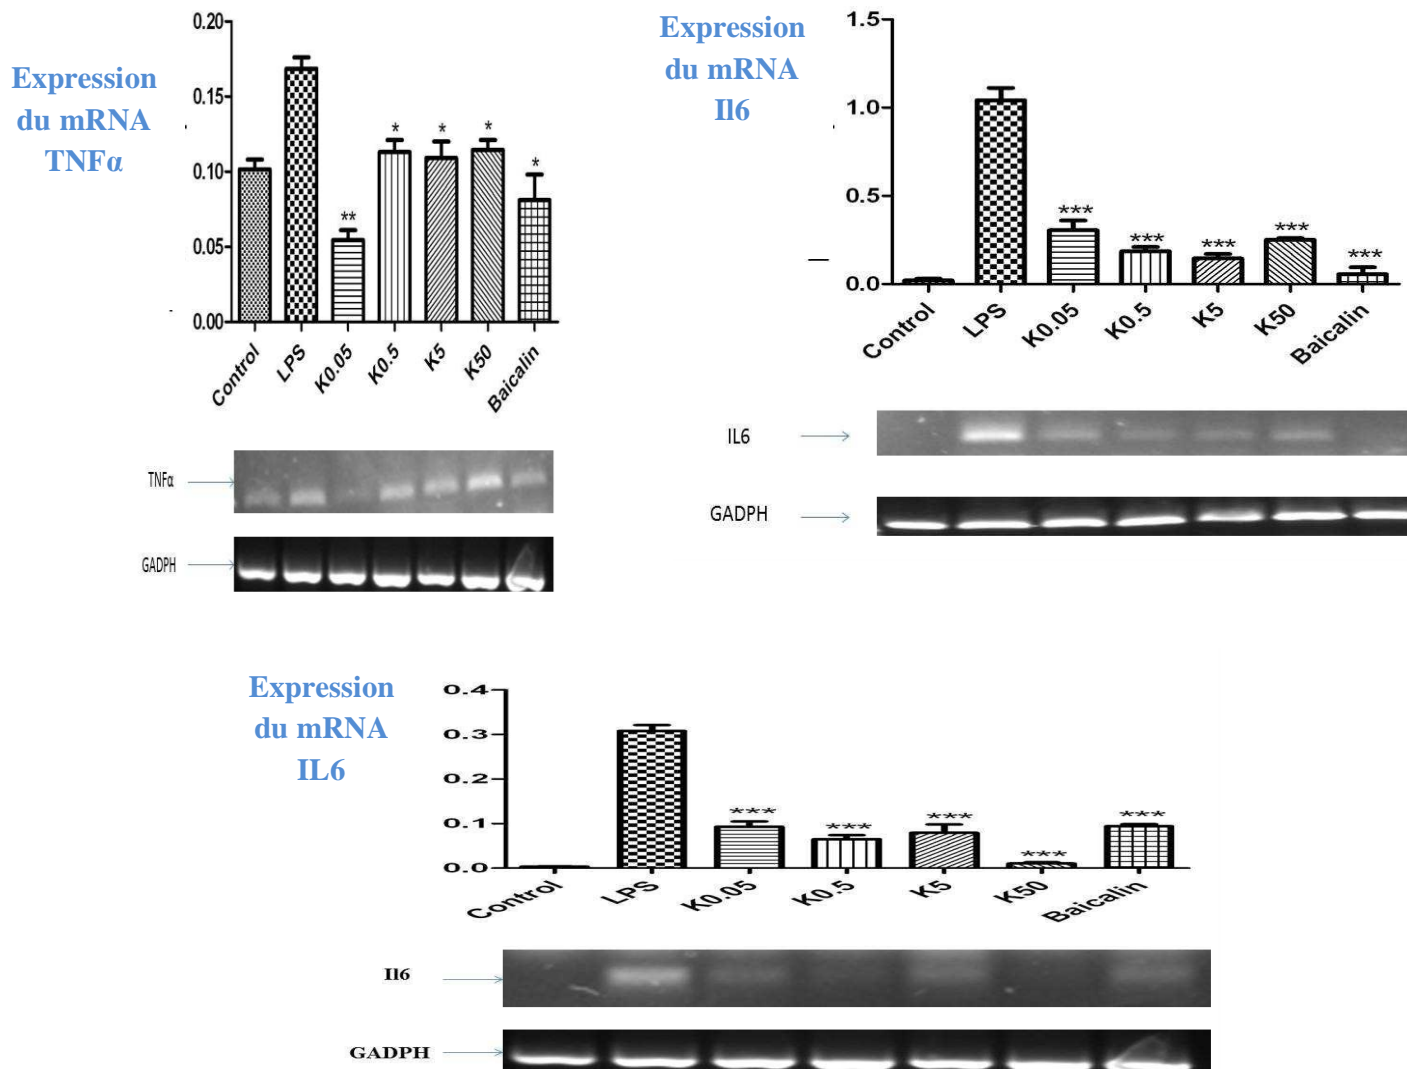 Expression
du mRNA
TNFα
0.20
0.15
0.10
0.05
0.00
**
*
*
*
*
Control
LPS
K0.05
K0.5
K5
K50
Baicalin
TNFα
GADPH
Expression
du mRNA
Il6
1.5
1.0
0.5
0.0
***
***
***
***
***
Control
LPS
K0.05
K0.5
K5
K50
Baicalin
IL6
GADPH
Expression
du mRNA
IL6
0.4
0.3
0.2
0.1
0.0
***
***
***
***
***
Control
LPS
K0.05
K0.5
K5
K50
Baicalin
Il6
GADPH